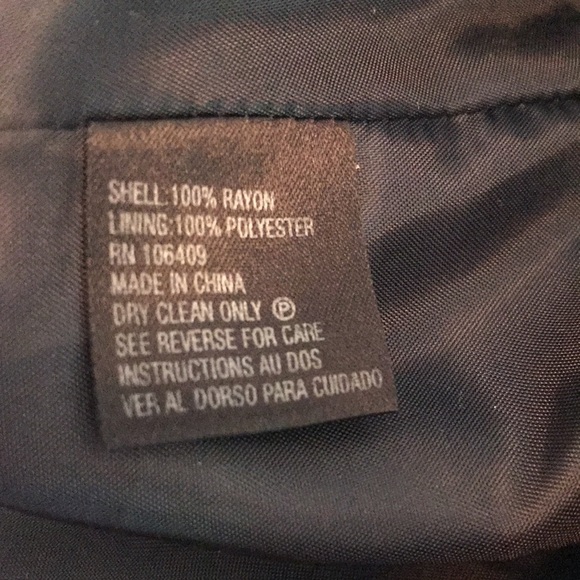 SHELL:100% RAYON
LINING:100% POLYESTER
RN 106409
MADE IN CHINA
DRY CLEAN ONLY Ⓟ
SEE REVERSE FOR CARE
INSTRUCTIONS AU DOS
VER AL DORSO PARA CUIDADO